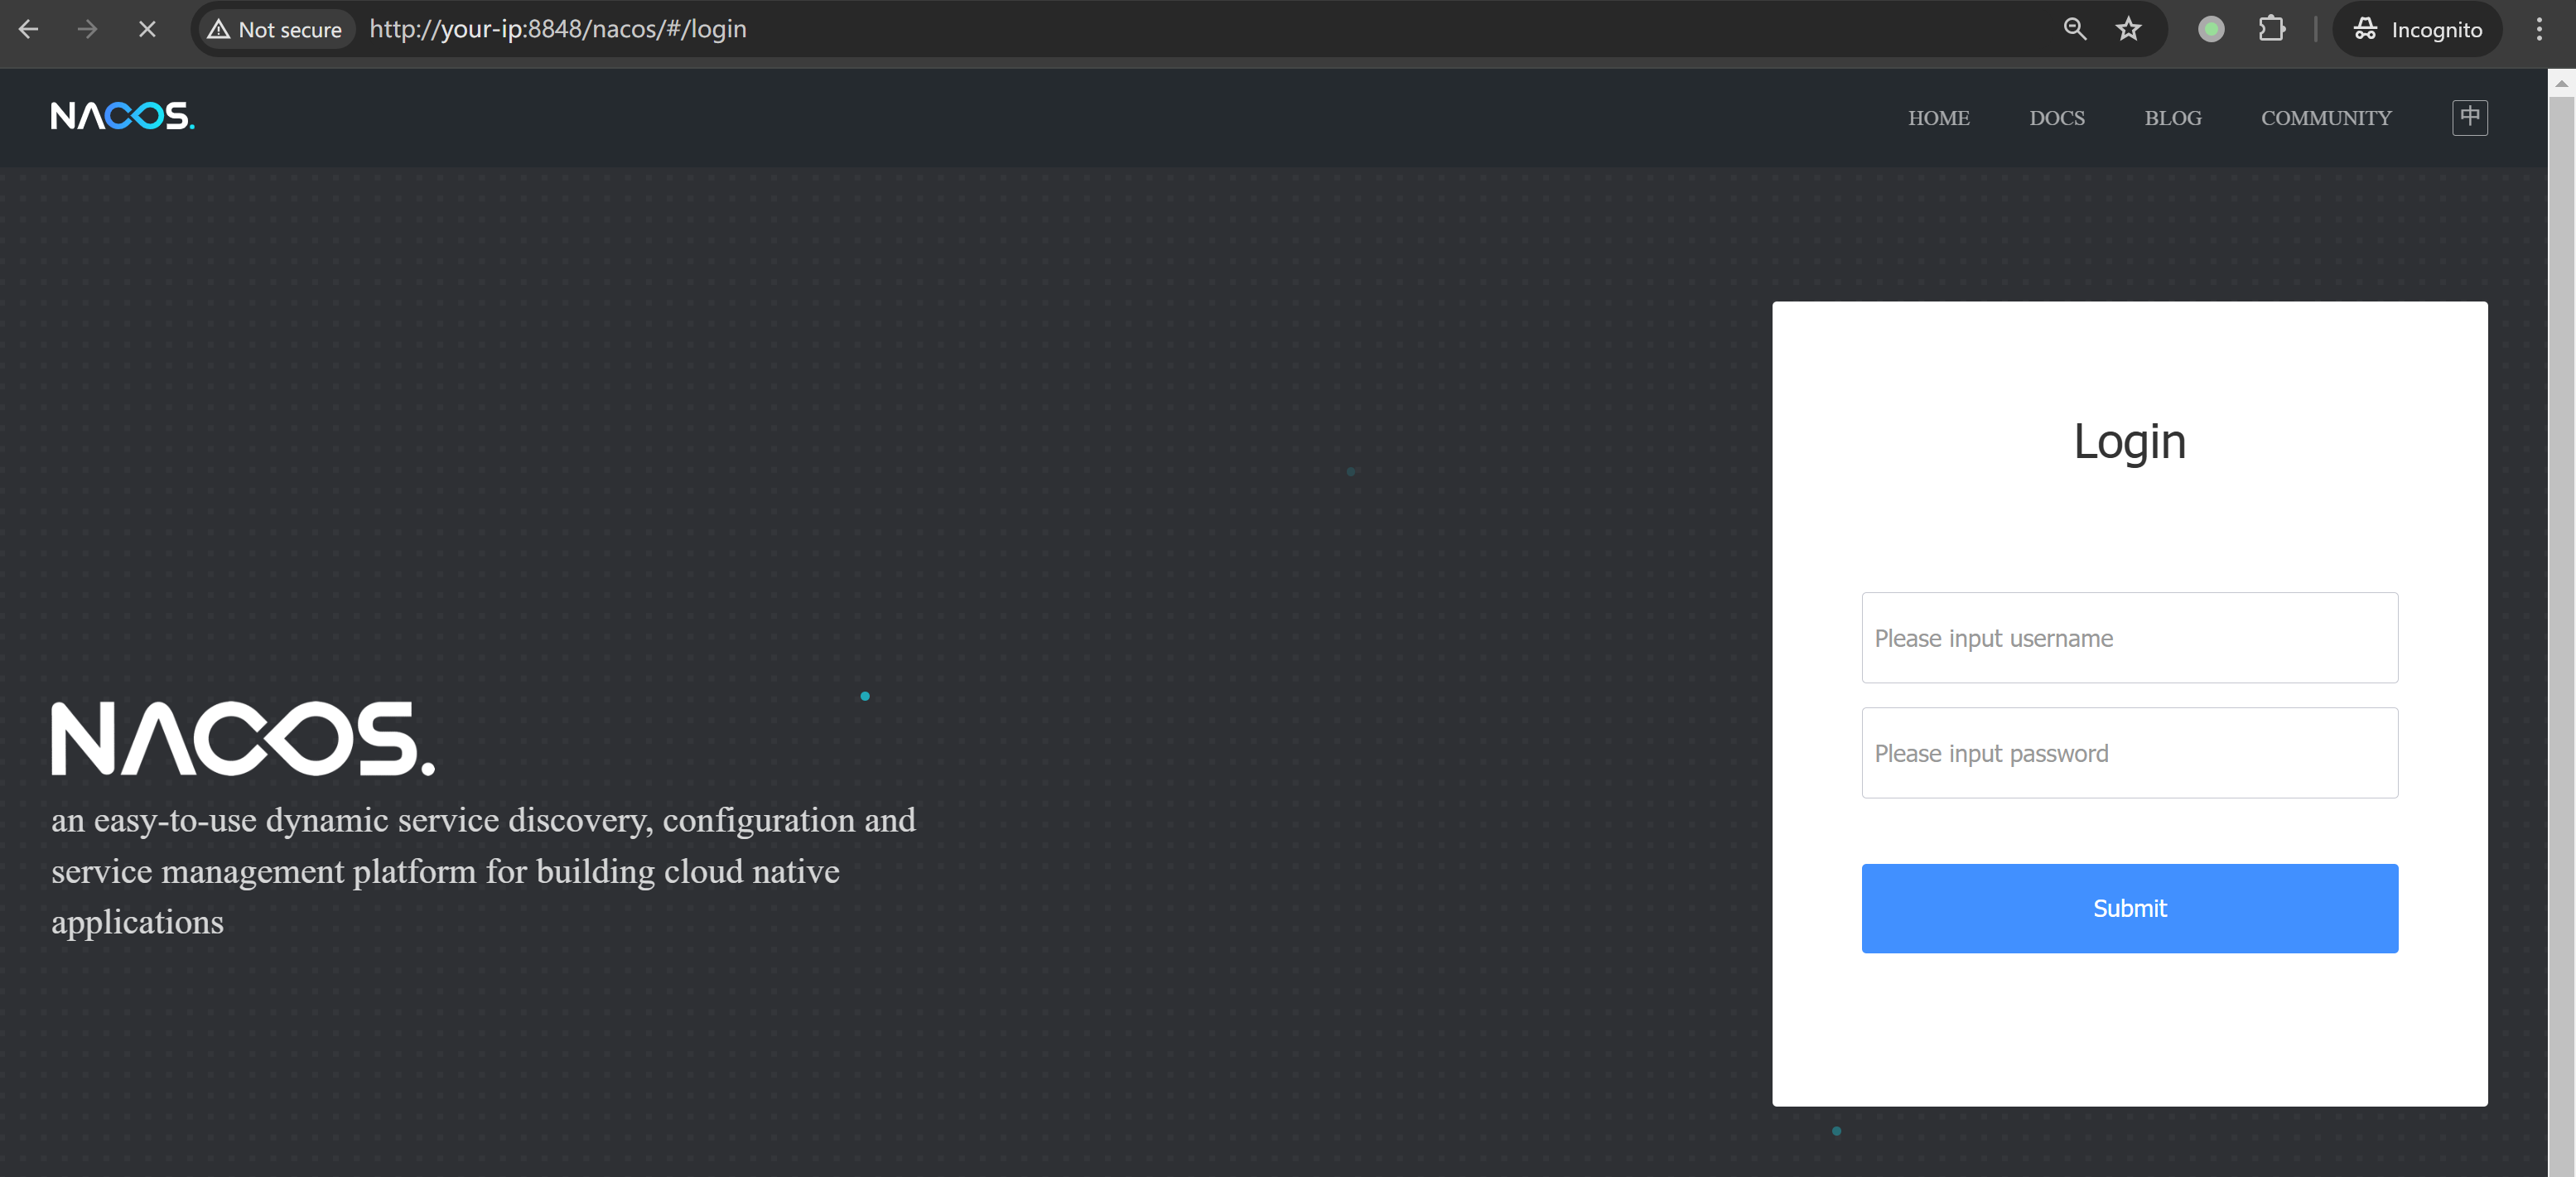 Not secure
http://your-ip:8848/nacos/#/login
Incognito
NACOS.
HOME
DOCS
BLOG
COMMUNITY
中
Login
Please input username
Please input password
Submit
NACOS.
an easy-to-use dynamic service discovery, configuration and
service management platform for building cloud native
applications